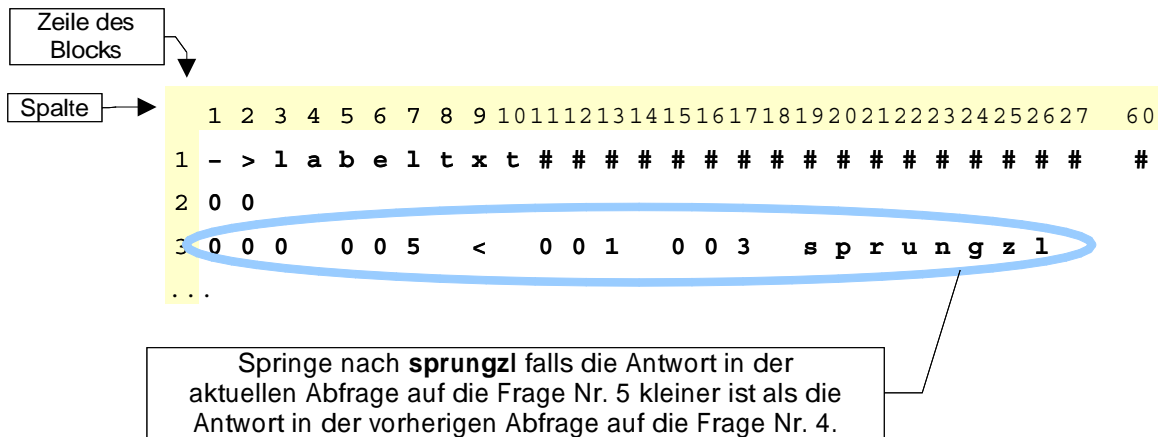 Zeile des
Blocks
Spalte
1 2 3 4 5 6 7 8 9 10 11 12 13 14 15 16 17 18 19 20 21 22 23 24 25 26 27 60
1 - > l a b e l t x t # # # # # # # # # # # # # # # # # #
2 0 0
3 0 0 0 0 0 5 < 0 0 1 0 0 3 s p r u n g z l
...
Springe nach sprungzl falls die Antwort in der
aktuellen Abfrage auf die Frage Nr. 5 kleiner ist als die
Antwort in der vorherigen Abfrage auf die Frage Nr. 4.